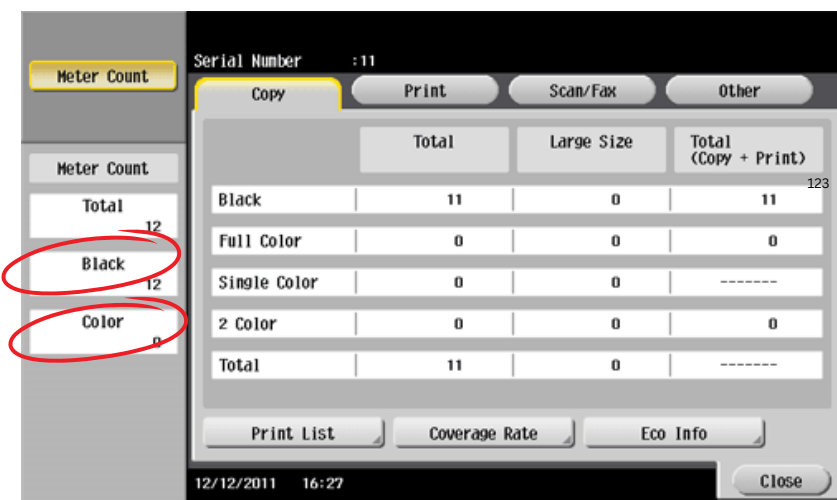 Serial Number :11
Meter Count
Copy Print Scan/Fax Other
Meter Count
Total Large Size Total
(Copy + Print)
123
Total
12
Black
12
Color
0
Black 11 0 11
Full Color 0 0 0
Single Color 0 0 -------
2 Color 0 0 0
Total 11 0 -------
Print List Coverage Rate Eco Info
12/12/2011 16:27
Close